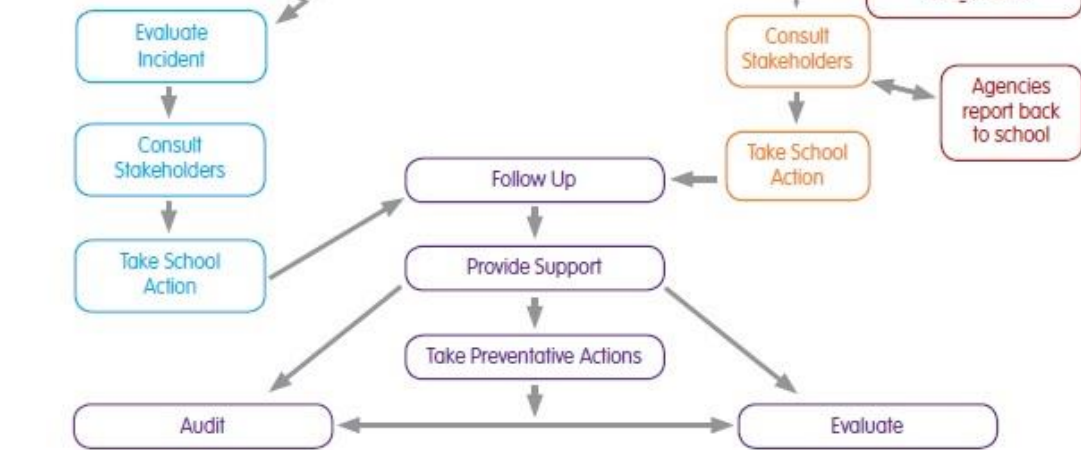 Evaluate
Incident
Consult
Stakeholders
Agencies
report back
to school
Consult
Stakeholders
Take School
Action
Follow Up
Take School
Action
Provide Support
Take Preventative Actions
Audit
Evaluate